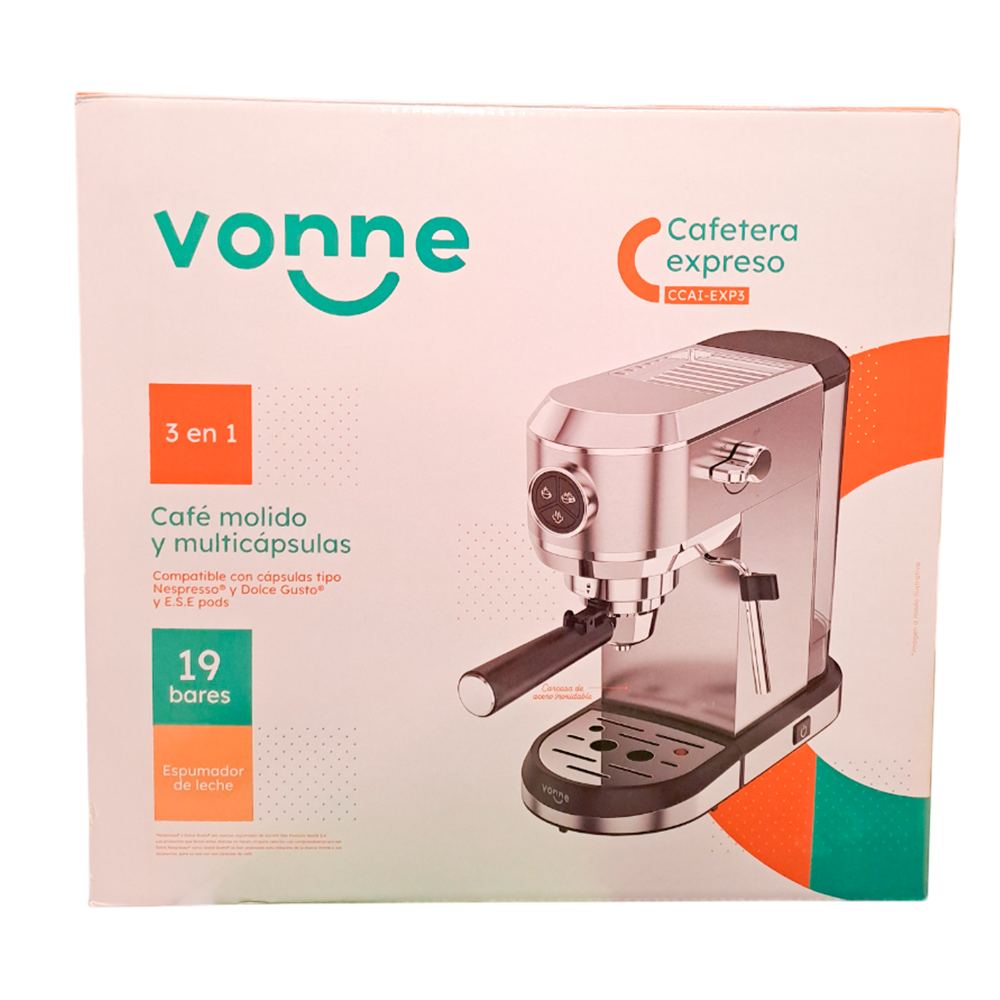 vonne
Cafetera
expreso
CCAI-EXP3
3 en 1
Café molido
y multicápsulas
Compatible con cápsulas tipo
Nespresso® y Dolce Gusto®
y E.S.E pods
19
bares
Espumador
de leche
Carcasa de
acero inoxidable
vonne